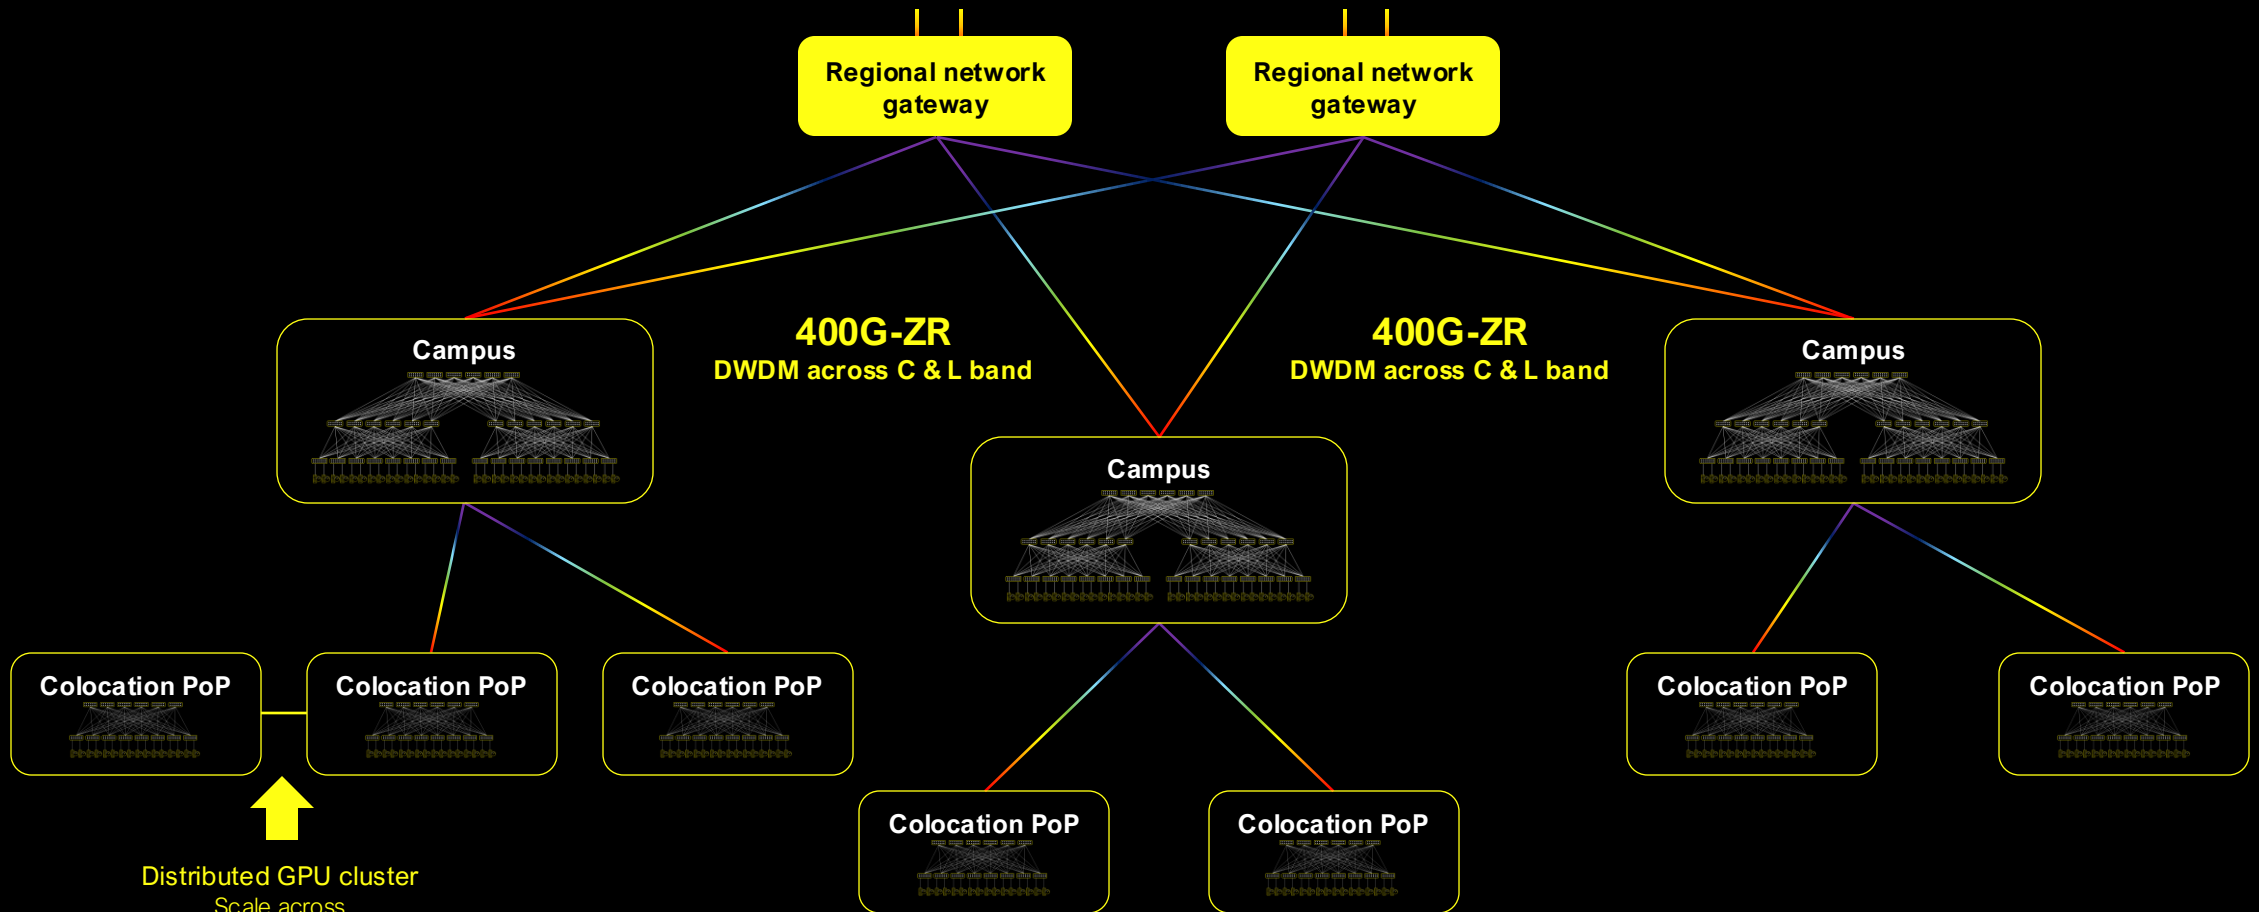 Regional network
gateway
Regional network
gateway
400G-ZR
DWDM across C & L band
400G-ZR
DWDM across C & L band
Campus
Campus
Campus
Colocation PoP
Colocation PoP
Colocation PoP
Colocation PoP
Colocation PoP
Colocation PoP
Colocation PoP
Distributed GPU cluster
Scale across